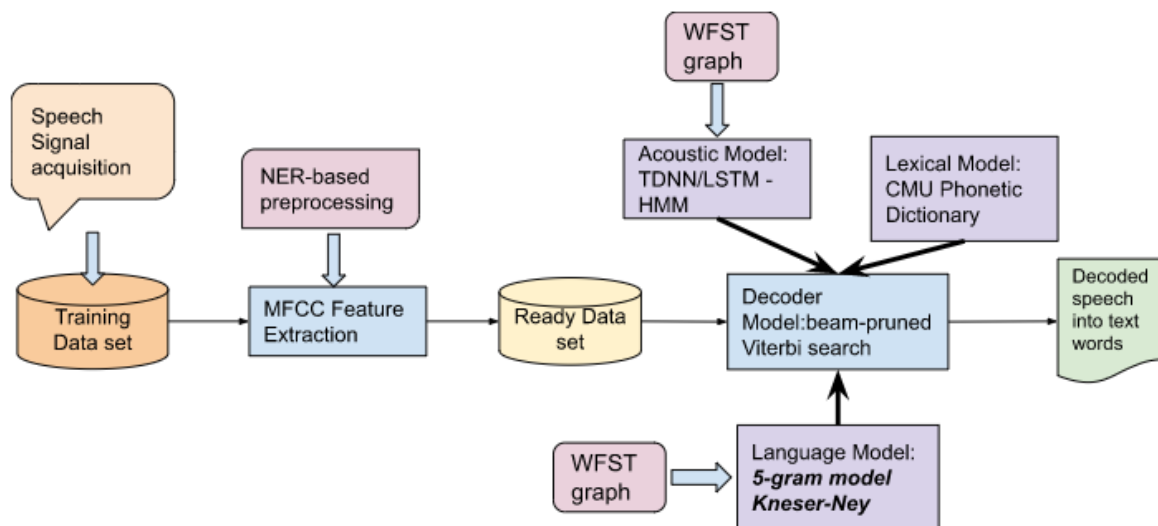 WFST
graph
Speech
Signal
acquisition
NER-based
preprocessing
Acoustic Model:
TDNN/LSTM -
HMM
Lexical Model:
CMU Phonetic
Dictionary
Training
Data set
MFCC Feature
Extraction
Ready Data
set
Decoder
Model:beam-pruned
Viterbi search
Decoded
speech
into text
words
WFST
graph
Language Model:
5-gram model
Kneser-Ney